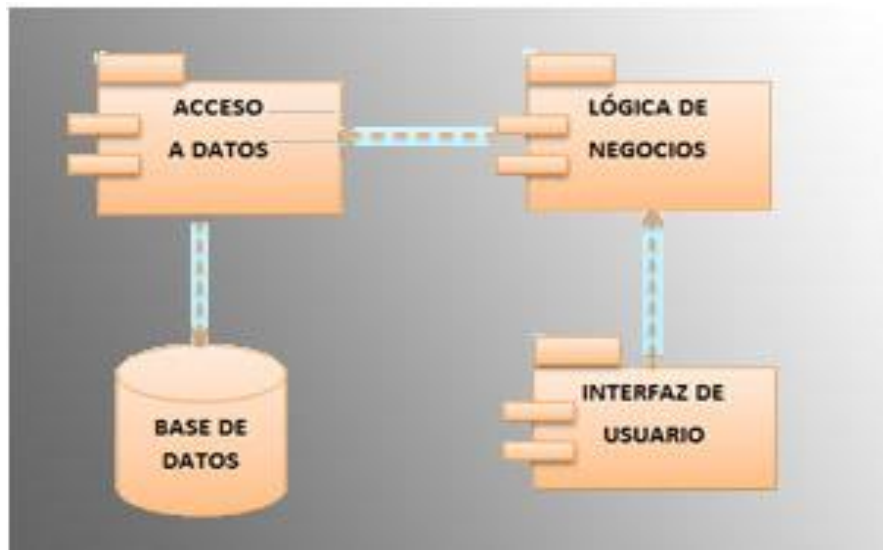 ACCESO
A DATOS
LÓGICA DE
NEGOCIOS
BASE DE
DATOS
INTERFAZ DE
USUARIO